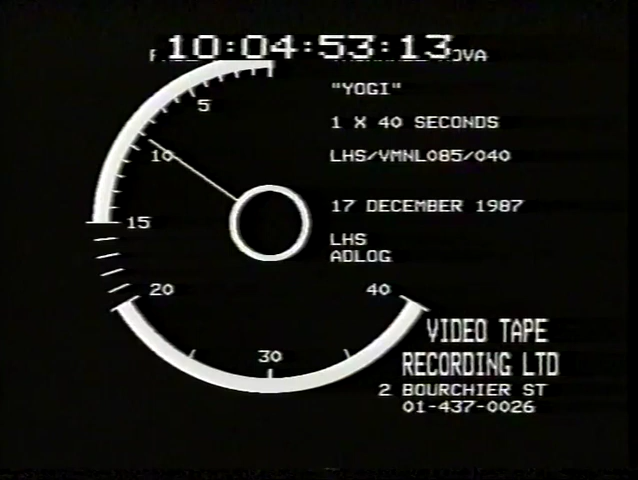 10:04:53:13
"YOGI"
1 X 40 SECONDS
LHS/VMNL085/040
17 DECEMBER 1987
LHS
ADLOG
5
10
15
20
30
40
VIDEO TAPE
RECORDING LTD
2 BOURCHIER ST
01-437-0026